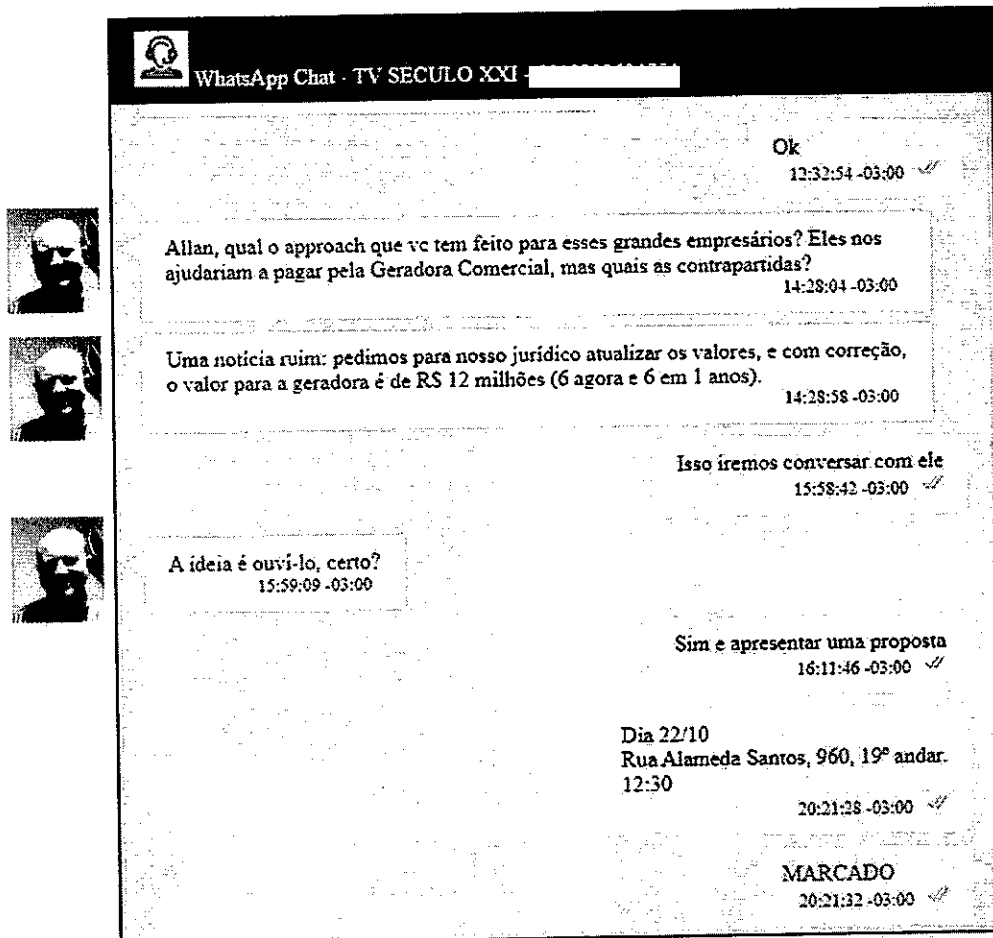 WhatsApp Chat - TV SECULO XXI -
Ok
12:32:54 -03:00
Allan, qual o approach que vc tem feito para esses grandes empresários? Eles nos
ajudariam a pagar pela Geradora Comercial, mas quais as contrapartidas?
14:28:04 -03:00
Uma notícia ruim: pedimos para nosso jurídico atualizar os valores, e com correção,
o valor para a geradora é de RS 12 milhões (6 agora e 6 em 1 anos).
14:28:58 -03:00
Isso iremos conversar com ele
15:58:42 -03:00
A ideia é ouví-lo, certo?
15:59:09 -03:00
Sim e apresentar uma proposta
16:11:46 -03:00
Dia 22/10
Rua Alameda Santos, 960, 19º andar.
12:30
20:21:28 -03:00
MARCADO
20:21:32 -03:00